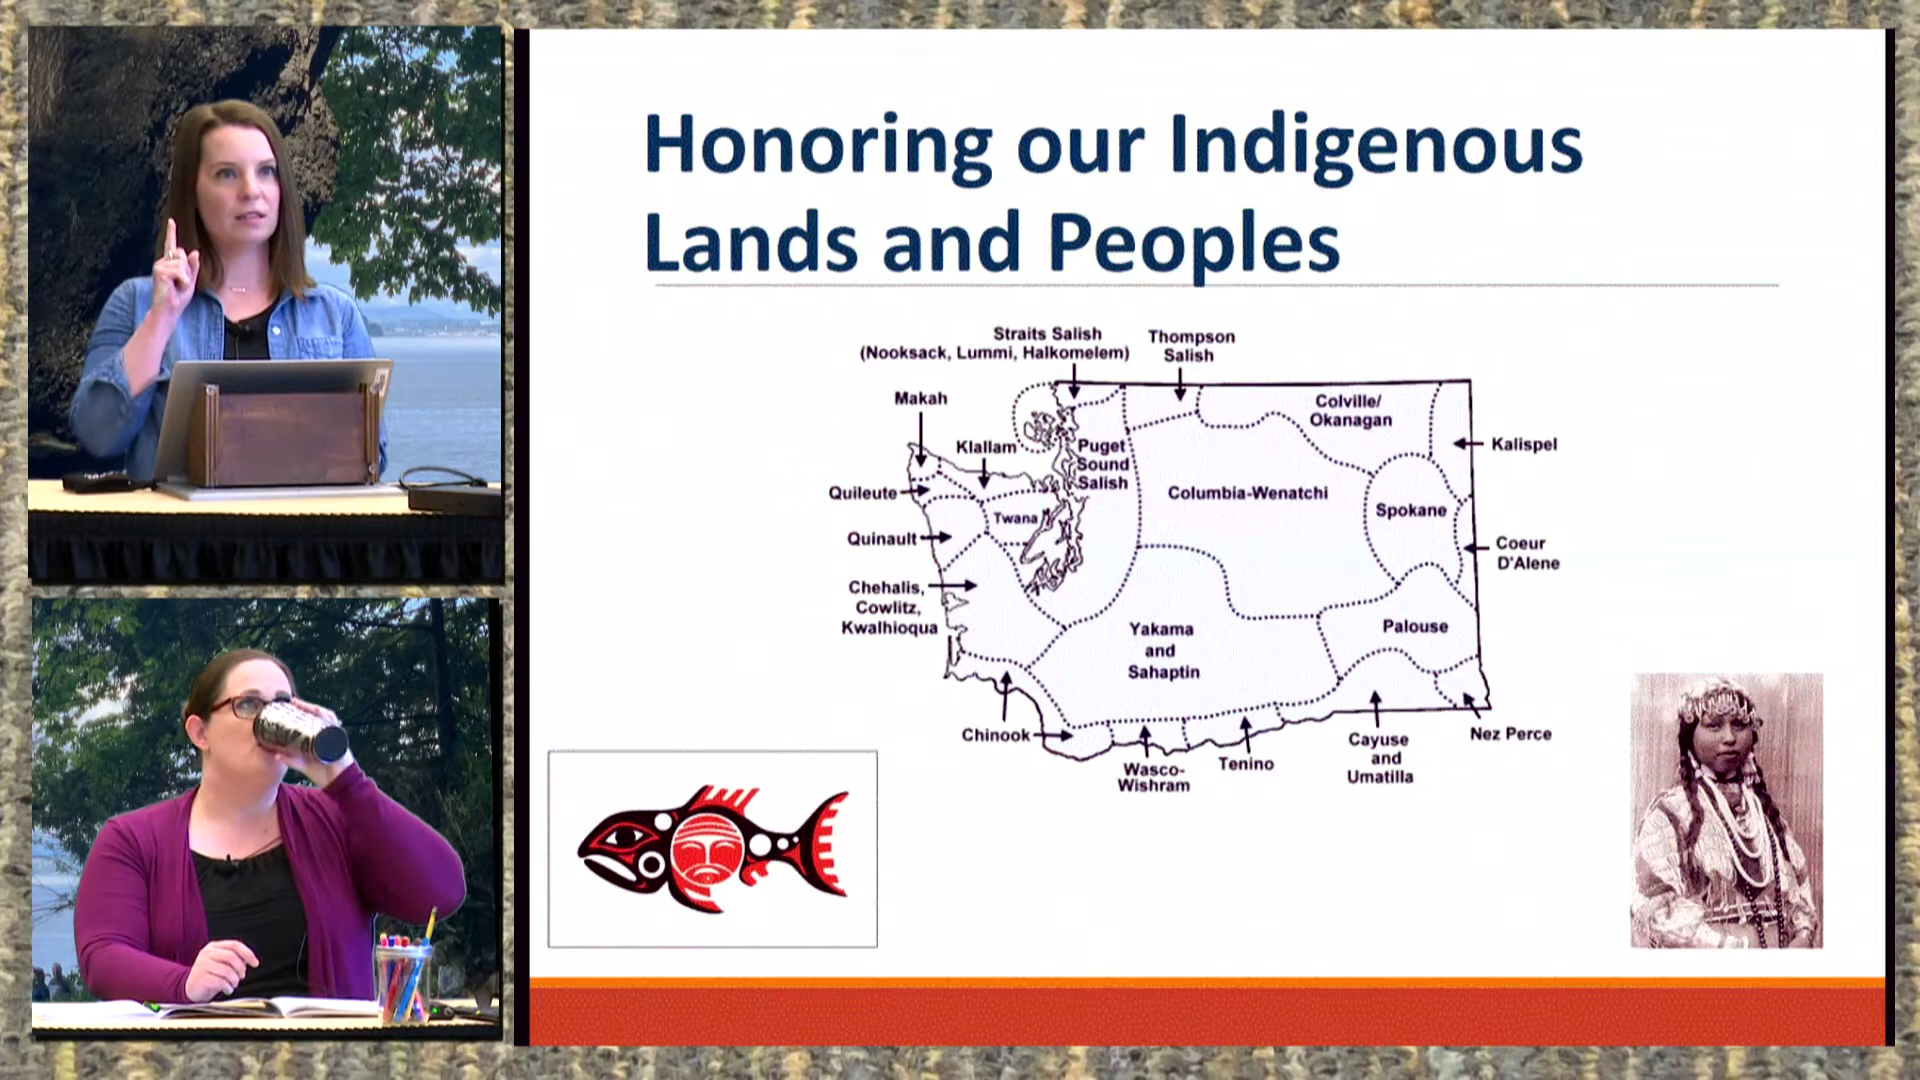 Honoring our Indigenous
Lands and Peoples
Straits Salish
(Nooksack, Lummi, Halkomelem)
Thompson
Salish
Makah
Colville/
Okanagan
Klallam
Puget
Sound
Salish
Kalispel
Quileute
Columbia-Wenatchi
Spokane
Twana
Quinault
Coeur
D'Alene
Chehalis,
Cowlitz,
Kwalhioqua
Yakama
and
Sahaptin
Palouse
Chinook
Wasco-
Wishram
Tenino
Cayuse
and
Umatilla
Nez Perce